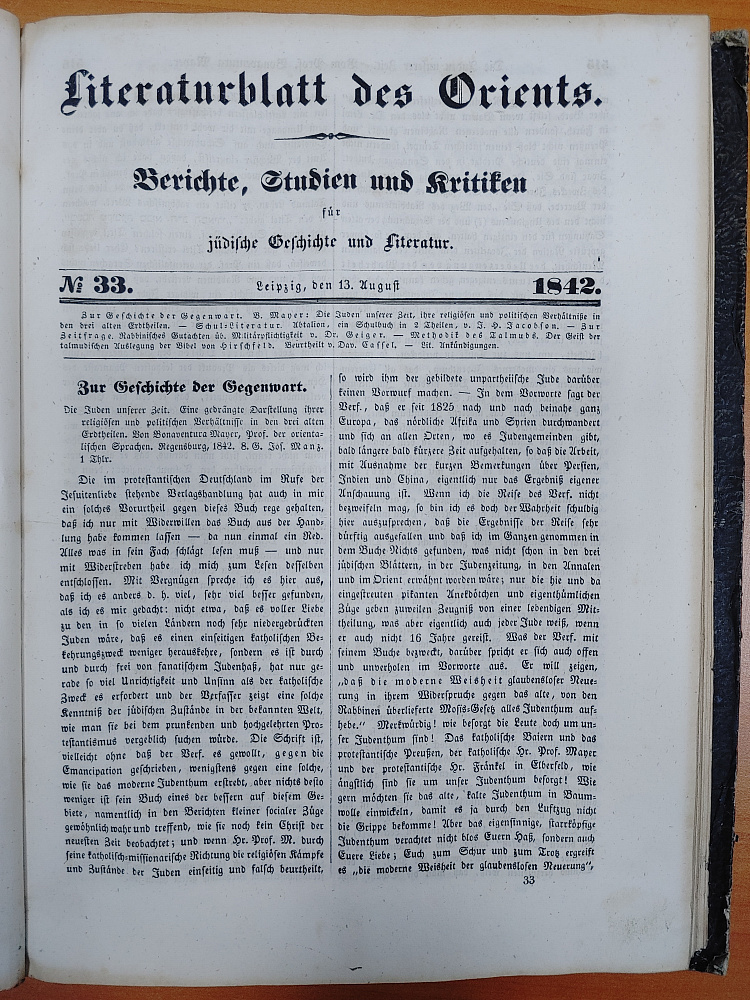 Literaturblatt des Orients.
Berichte, Studien und Kritiken
für
jüdische Geschichte und Literatur.
№ 33.
Leipzig, den 13. August
1842.
Zur Geschichte der Gegenwart. B. Mayer: Die Juden unserer Zeit, ihre religiösen und politischen Verhältniße in
den drei alten Erdtheilen. — Schul-Literatur. Abtalion, ein Schulbuch in 2 Theilen, v. J. H. Jacobson. — Zur
Zeitfrage. Rabbinisches Gutachten üb. Militärpflichtigkeit v. Dr. Geiger. — Methodik des Talmuds. Der Geist der
talmudischen Auslegung der Bibel von Hirschfeld. Beurtheilt v. Dav. Cassel. — Lit. Ankündigungen.
Zur Geschichte der Gegenwart.
Die Juden unserer Zeit. Eine gedrängte Darstellung ihrer
religiösen und politischen Verhältniße in den drei alten
Erdtheilen. Von Bonaventura Mayer, Prof. der orienta-
lischen Sprachen. Regensburg, 1842. 8. G. Jos. Manz.
1 Thlr.
Die im protestantischen Deutschland im Rufe der
Jesuitenliebe stehende Verlagshandlung hat auch in mir
ein solches Vorurtheil gegen dieses Buch rege gehalten,
daß ich nur mit Widerwillen das Buch aus der Hand-
lung habe kommen lassen — da nun einmal ein Red.
Alles was in sein Fach schlägt lesen muß — und nur
mit Widerstreben habe ich mich zum Lesen desselben
entschlossen. Mit Vergnügen spreche ich es hier aus,
daß ich es anders d. h. viel, sehr viel besser gefunden,
als ich es mir gedacht: nicht etwa, daß es voller Liebe
zu den in so vielen Ländern noch sehr niedergedrückten
Juden wäre, daß es einen einseitigen katholischen Be-
kehrungszweck weniger herauskehre, sondern es ist durch
und durch frei von fanatischem Judenhaß, hat nur ge-
rade so viel Unrichtigkeit und Unsinn als der katholische
Zweck es erfordert und der Verfasser zeigt eine solche
Kenntniß der jüdischen Zustände in der bekannten Welt,
wie man sie bei dem prunkenden und hochgelehrten Pro-
testantismus vergeblich suchen würde. Die Schrift ist,
vielleicht ohne daß der Verf. es gewollt, gegen die
Emancipation geschrieben, wenigstens gegen eine solche,
wie sie das moderne Judenthum erstrebt, aber nichts desto
weniger ist sein Buch eines der bessern auf diesem Ge-
biete, namentlich in den Berichten kleiner socialer Züge
gewöhnlich wahr und treffend, wie sie noch kein Christ der
neuesten Zeit beobachtet; und wenn Hr. Prof. M. durch
seine katholisch-missionarische Richtung die religiösen Kämpfe
und Zustände der Juden einseitig und falsch beurtheilt,
so wird ihm der gebildete unpartheiische Jude darüber
keinen Vorwurf machen. — In dem Vorworte sagt der
Verf., daß er seit 1825 nach und nach beinahe ganz
Europa, das nördliche Afrika und Syrien durchwandert
und sich an allen Orten, wo es Judengemeinden gibt,
bald längere bald kürzere Zeit aufgehalten, so daß die Arbeit,
mit Ausnahme der kurzen Bemerkungen über Persien,
Indien und China, eigentlich nur das Ergebniß eigener
Anschauung ist. Wenn ich die Reise des Verf. nicht
bezweifeln mag, so bin ich es doch der Wahrheit schuldig
hier auszusprechen, daß die Ergebnisse der Reise sehr
dürftig ausgefallen und daß ich im Ganzen genommen in
dem Buche Nichts gefunden, was nicht schon in den drei
jüdischen Blättern, in der Judenzeitung, in den Annalen
und im Orient erwähnt worden wäre; nur die hie und da
eingestreuten pikanten Anekdötchen und eigenthümlichen
Züge geben zuweilen Zeugniß von einer lebendigen Mit-
theilung, was aber eigentlich auch jeder Jude weiß, wenn
er auch nicht 16 Jahre gereist. Was der Verf. mit
seinem Buche bezweckt, darüber spricht er sich auch offen
und unverholen im Vorworte aus. Er will zeigen,
„daß die moderne Weisheit glaubensloser Neue-
rung in ihrem Widerspruche gegen das alte, von den
Rabbinen überlieferte Mosis-Gesetz alles Judenthum auf-
hebe.“ Merkwürdig! wie besorgt die Leute doch um un-
ser Judenthum sind! Das katholische Baiern und das
protestantische Preußen, der katholische Hr. Prof. Mayer
und der protestantische Hr. Fränkel in Elberfeld, wie
ängstlich sind sie um unser Judenthum besorgt! Wie
gern möchten sie das alte, kalte Judenthum in Baum-
wolle einwickeln, damit es ja durch den Luftzug nicht
die Grippe bekomme! Aber das eigensinnige, starrköpfige
Judenthum verachtet nicht blos Euern Haß, sondern auch
Euere Liebe; Euch zum Schur und zum Trotz ergreift
es „die moderne Weisheit der glaubenslosen Neuerung“,
33